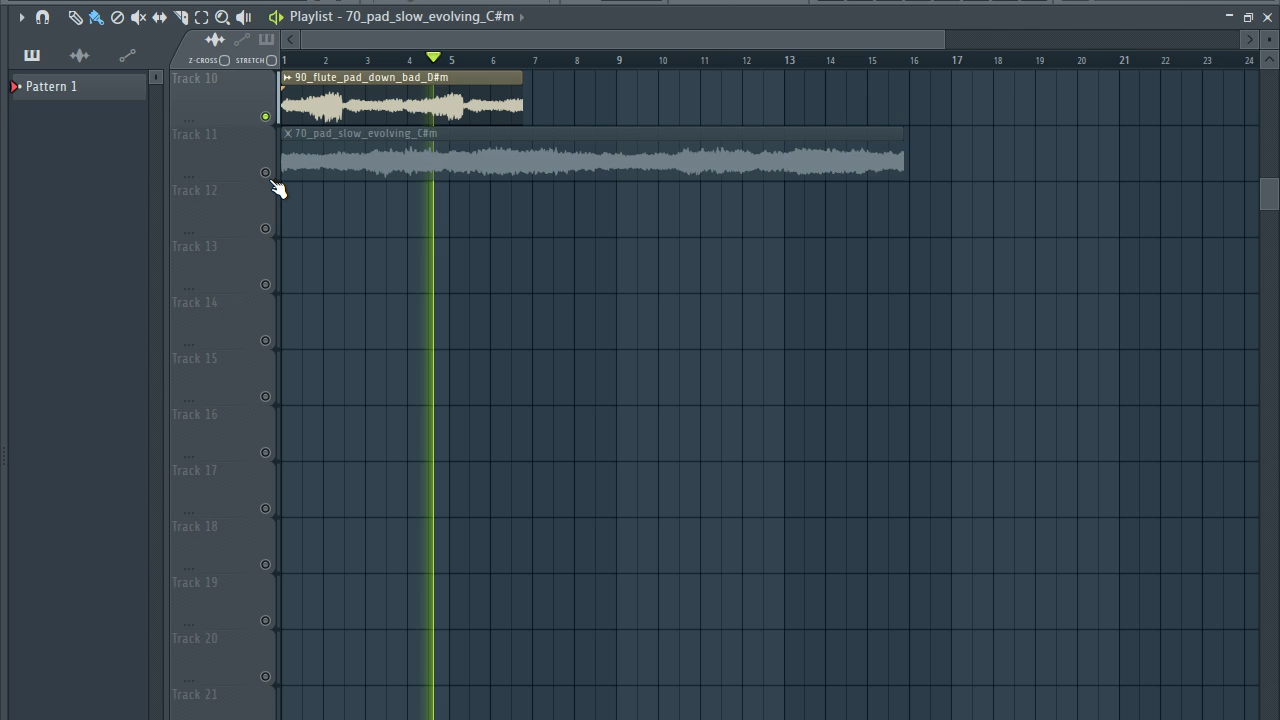 Playlist - 70_pad_slow_evolving_C#m
Z-CROSS STRETCH
1 2 3 4 5 6 7 8 9 10 11 12 13 14 15 16 17 18 19 20 21 22 23 24
Pattern 1
Track 10
90_flute_pad_down_bad_D#m
Track 11
70_pad_slow_evolving_C#m
Track 12
Track 13
Track 14
Track 15
Track 16
Track 17
Track 18
Track 19
Track 20
Track 21